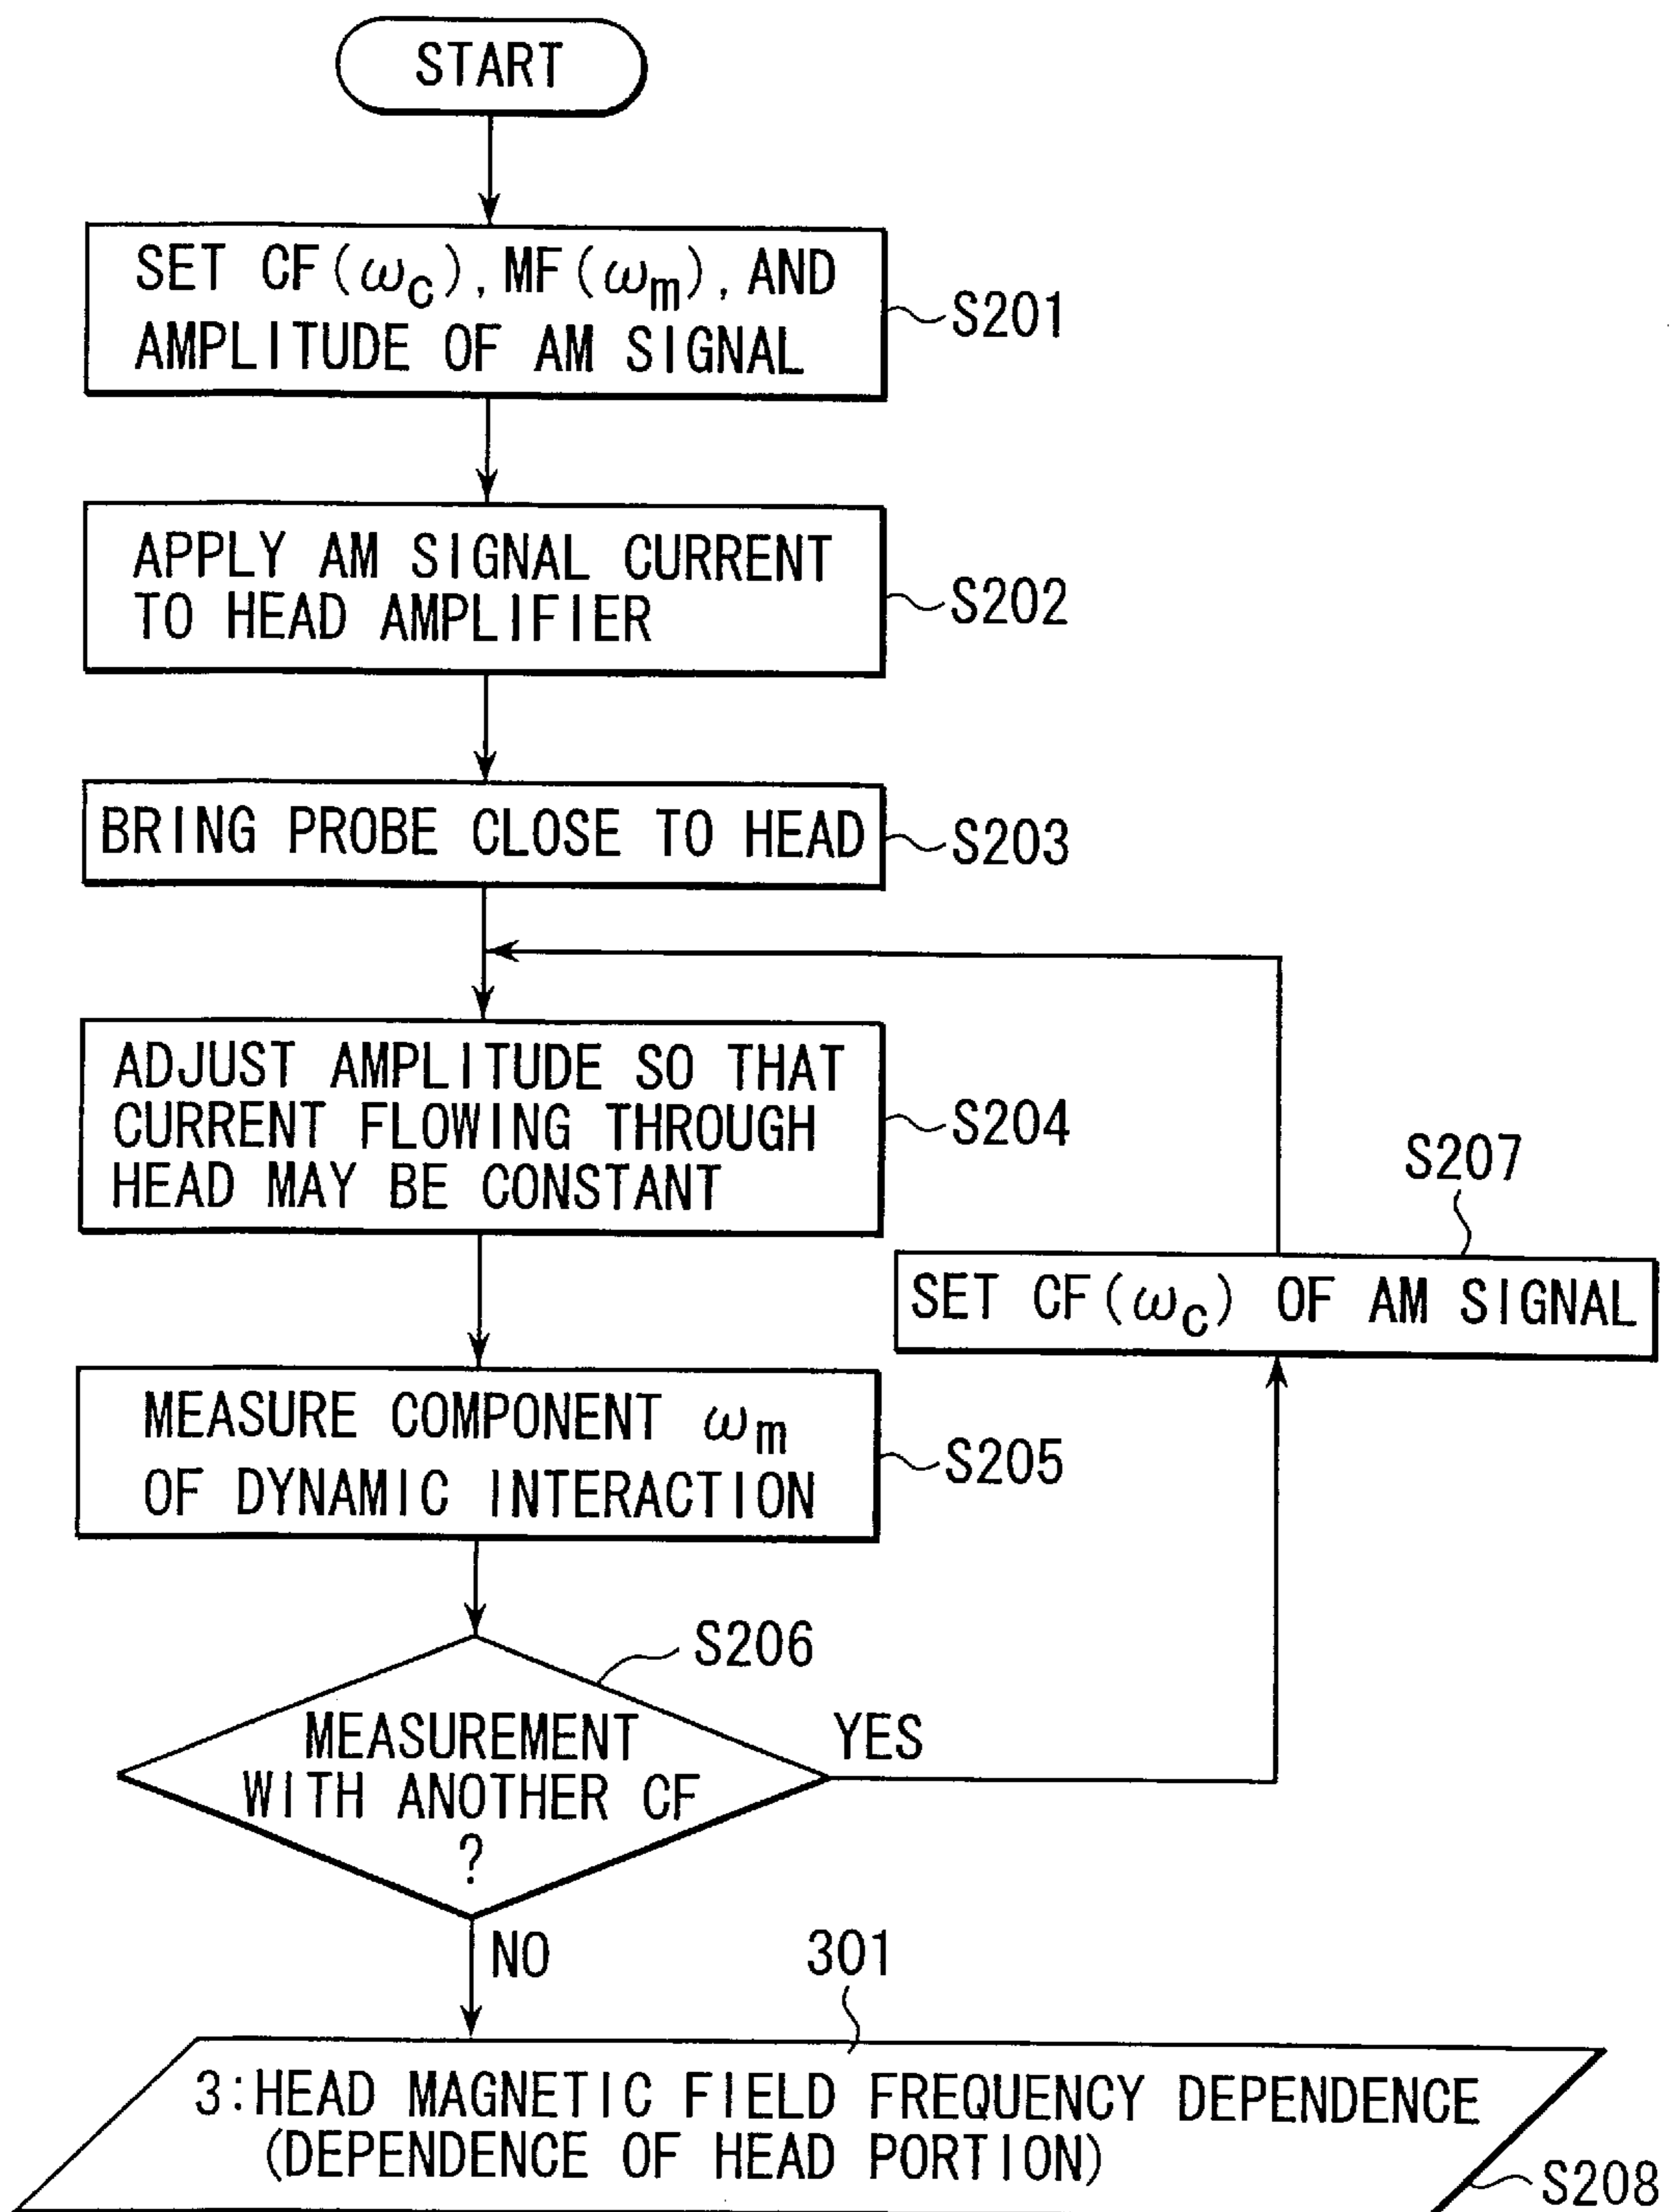 START
SET CF(ωc), MF(ωm), AND
AMPLITUDE OF AM SIGNAL
S201
APPLY AM SIGNAL CURRENT
TO HEAD AMPLIFIER
S202
BRING PROBE CLOSE TO HEAD
S203
ADJUST AMPLITUDE SO THAT
CURRENT FLOWING THROUGH
HEAD MAY BE CONSTANT
S204
S207
SET CF(ωc) OF AM SIGNAL
MEASURE COMPONENT ωm
OF DYNAMIC INTERACTION
S205
S206
MEASUREMENT
WITH ANOTHER CF
?
YES
NO
301
3:HEAD MAGNETIC FIELD FREQUENCY DEPENDENCE
(DEPENDENCE OF HEAD PORTION)
S208